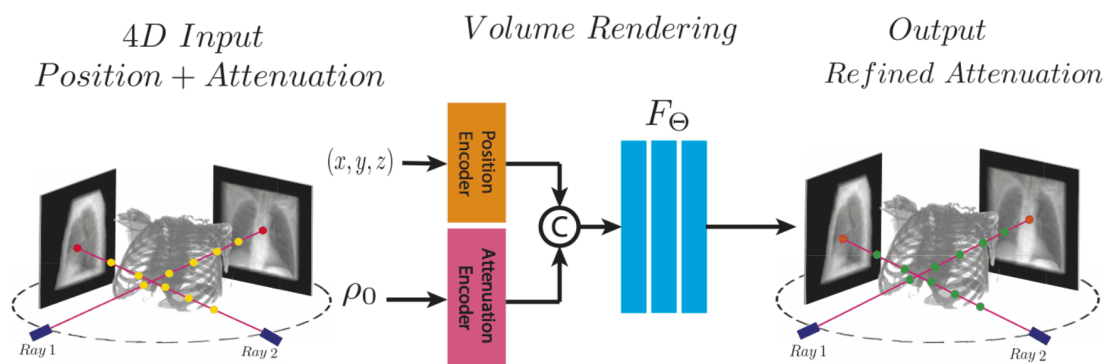 4D Input
Position + Attenuation
Volume Rendering
Output
Refined Attenuation
(x, y, z)
Position
Encoder
F_Θ
C
ρ₀
Attenuation
Encoder
Ray 1
Ray 2
Ray 1
Ray 2